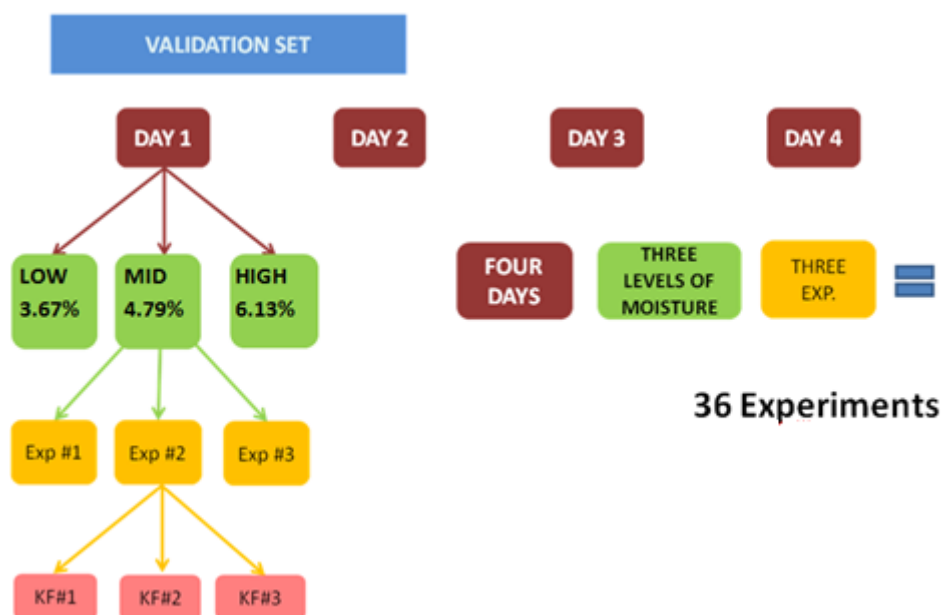 VALIDATION SET
DAY 1
DAY 2
DAY 3
DAY 4
LOW
3.67%
MID
4.79%
HIGH
6.13%
FOUR
DAYS
THREE
LEVELS OF
MOISTURE
THREE
EXP.
36 Experiments
Exp #1
Exp #2
Exp #3
KF#1
KF#2
KF#3